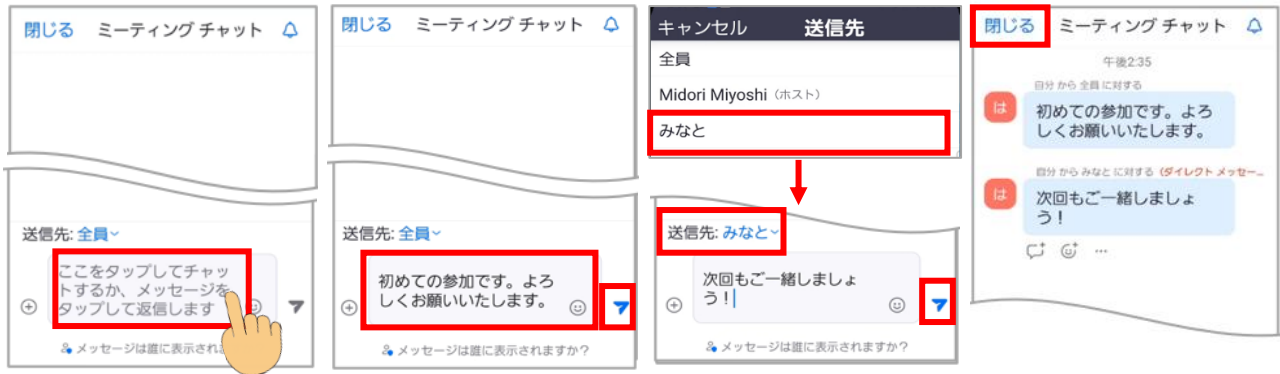 閉じる ミーティング チャット
送信先: 全員
ここをタップしてチャッ
トするか、メッセージを
タップして返信します
メッセージは誰に表示され
閉じる ミーティング チャット
送信先: 全員
初めての参加です。よろ
しくお願いいたします。
メッセージは誰に表示されますか？
キャンセル 送信先
全員
Midori Miyoshi（ホスト）
みなと
送信先: みなと
次回もご一緒しましょ
う！
メッセージは誰に表示されますか？
閉じる ミーティング チャット
午後2:35
自分 から 全員 に対する
は
初めての参加です。よろ
しくお願いいたします。
自分 から みなと に対する（ダイレクト メッセー...
は
次回もご一緒しましょ
う！